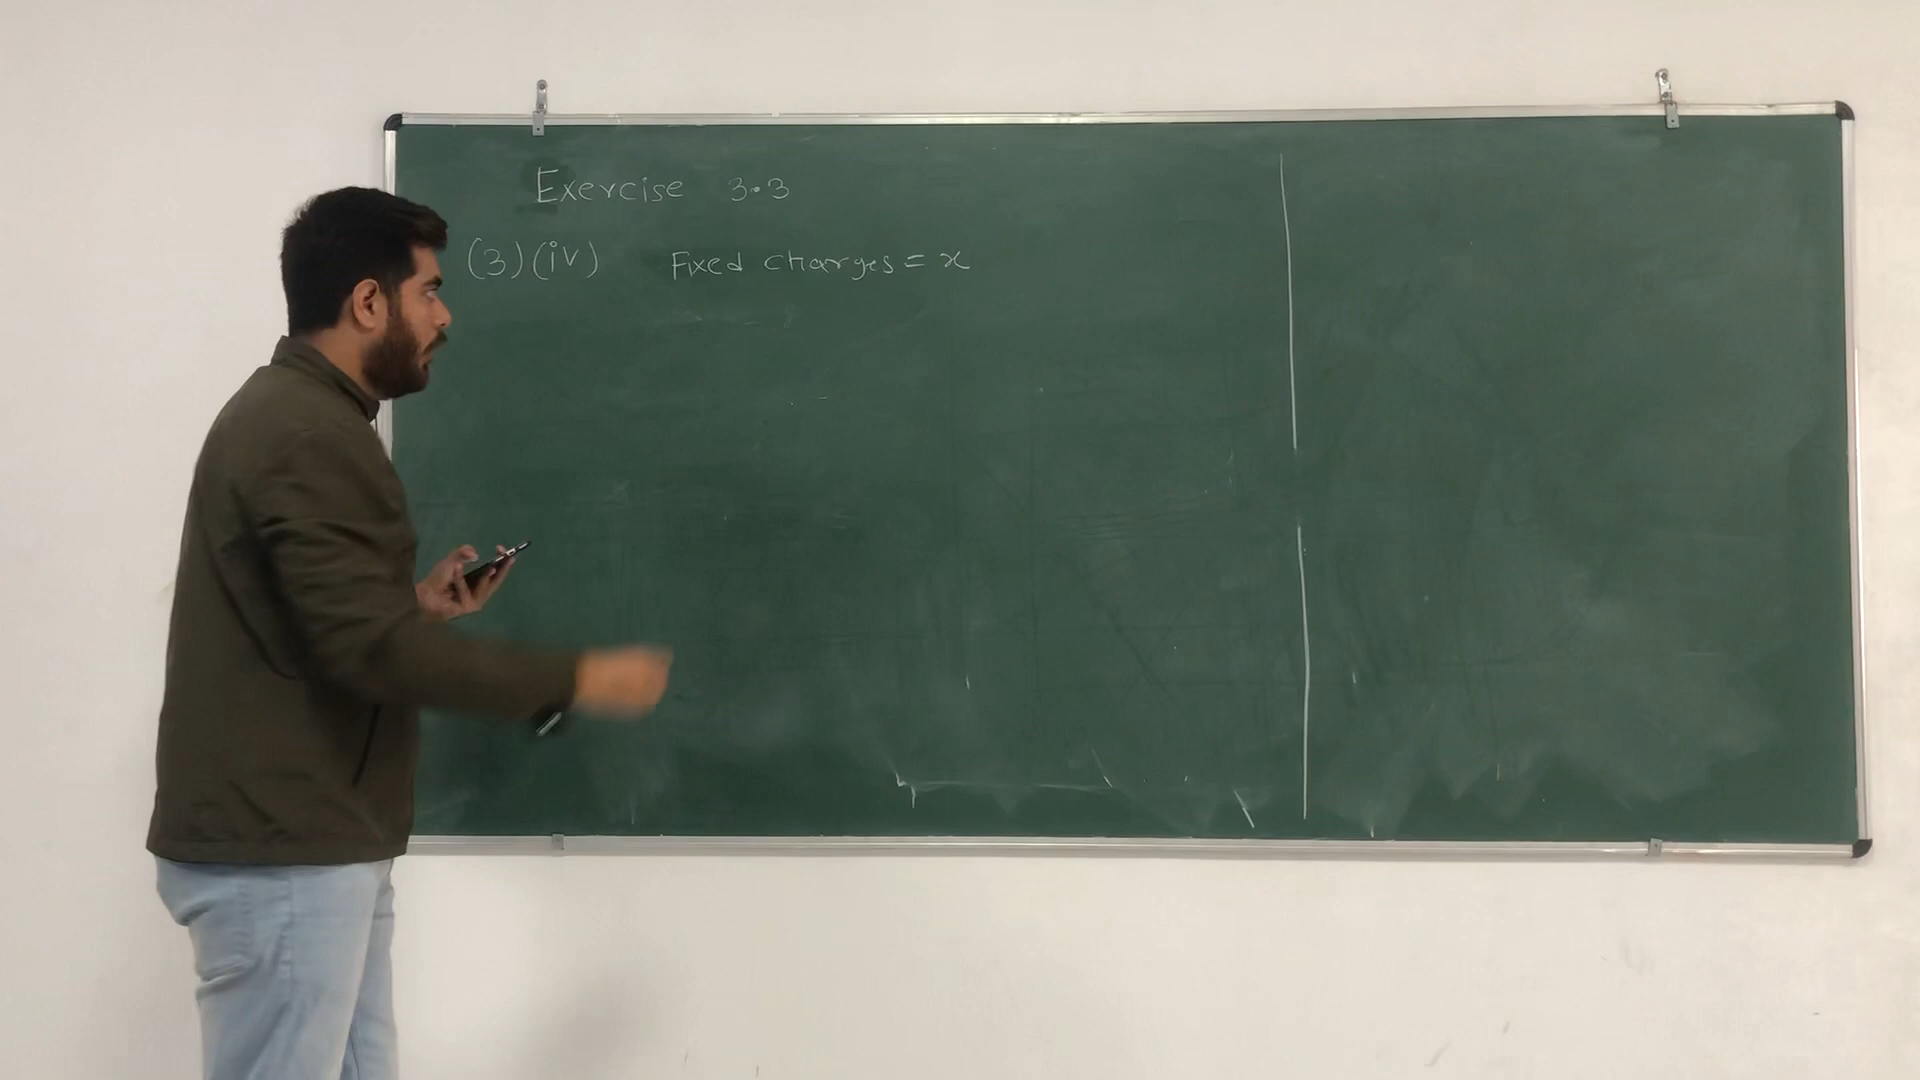 Exercise 3.3
(3)(iv) Fixed charges = x